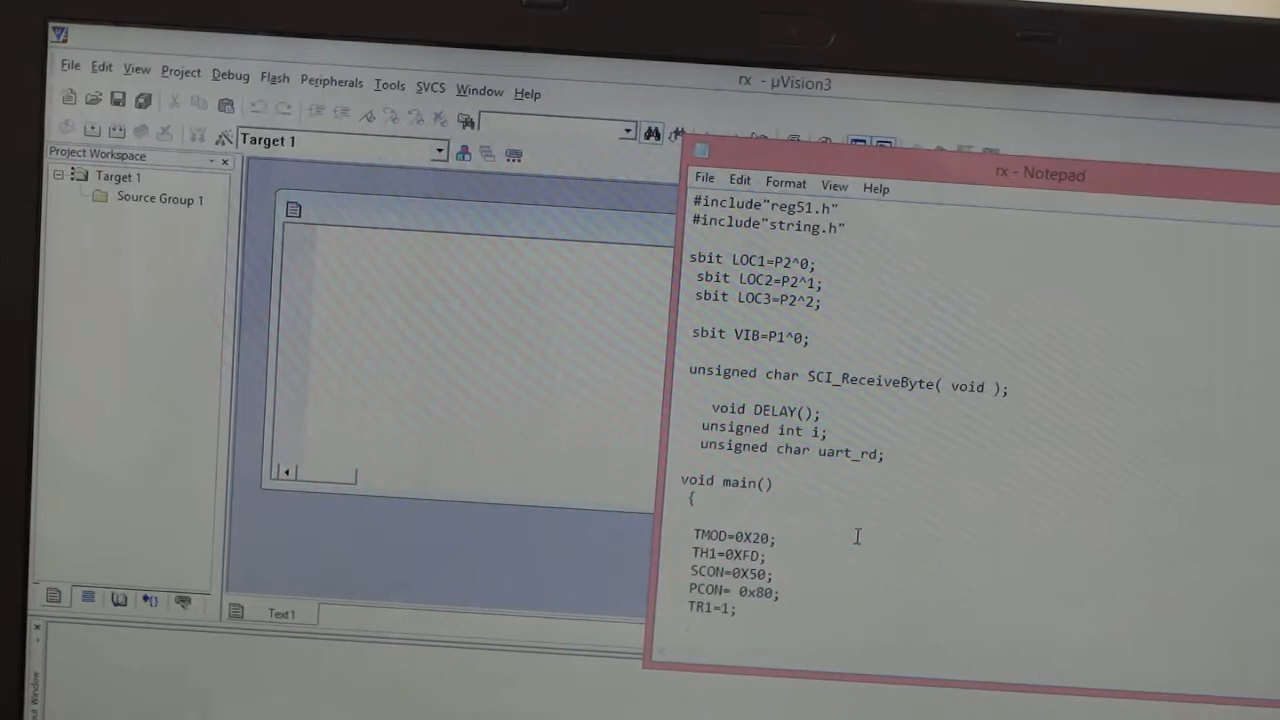 rx - µVision3
File Edit View Project Debug Flash Peripherals Tools SVCS Window Help
Target 1
Project Workspace
Target 1
Source Group 1
Text1
rx - Notepad
File Edit Format View Help
#include"reg51.h"
#include"string.h"
sbit LOC1=P2^0;
sbit LOC2=P2^1;
sbit LOC3=P2^2;
sbit VIB=P1^0;
unsigned char SCI_ReceiveByte( void );
void DELAY();
unsigned int i;
unsigned char uart_rd;
void main()
{
TMOD=0X20;
TH1=0XFD;
SCON=0X50;
PCON= 0x80;
TR1=1;
Window